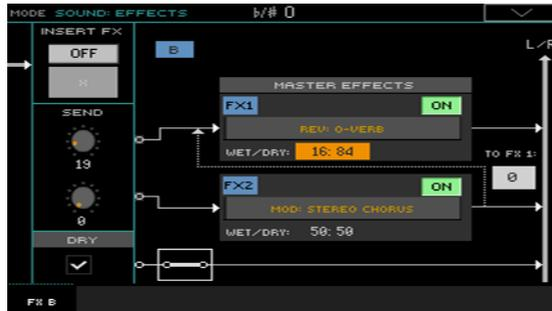 MODE SOUND: EFFECTS ♭/# 0
INSERT FX
OFF
×
SEND
19
0
DRY
B
L/R
MASTER EFFECTS
FX1 ON
REV: O-VERB
WET/DRY: 16: 84
TO FX 1:
0
FX2 ON
MOD: STEREO CHORUS
WET/DRY: 50: 50
FX B